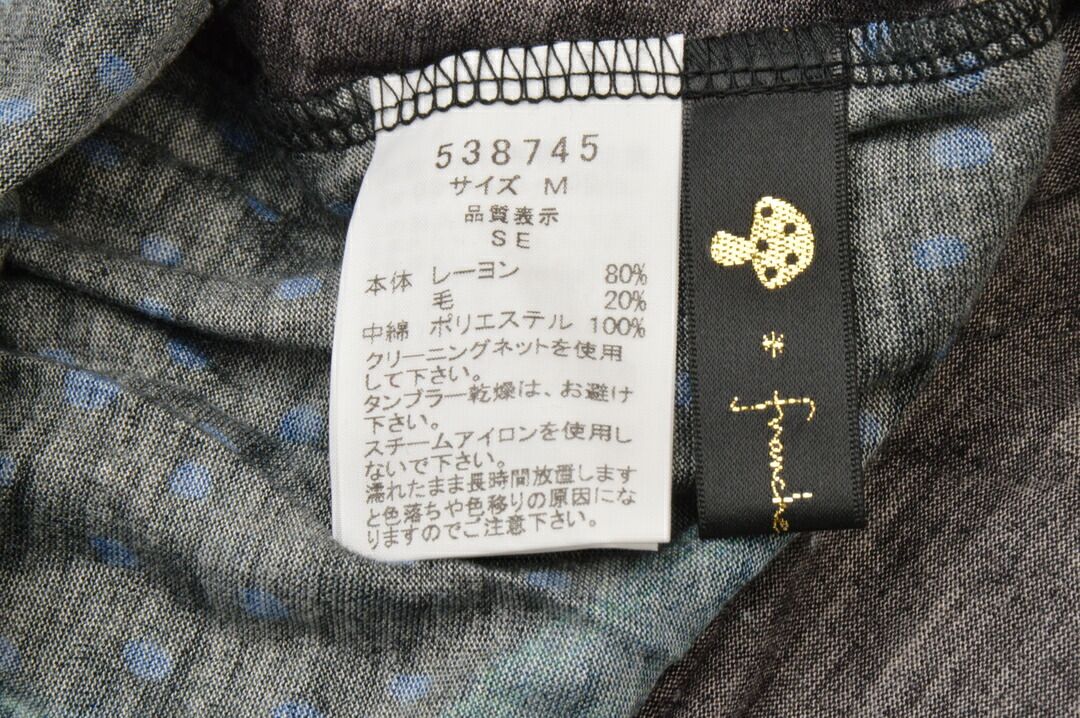 538745
サイズ M
品質表示
SE
本体 レーヨン 80%
毛 20%
中綿 ポリエステル 100%
クリーニングネットを使用
して下さい。
タンブラー乾燥は、お避け
下さい。
スチームアイロンを使用し
ないで下さい。
濡れたまま長時間放置します
と色落ちや色移りの原因にな
りますのでご注意下さい。
*